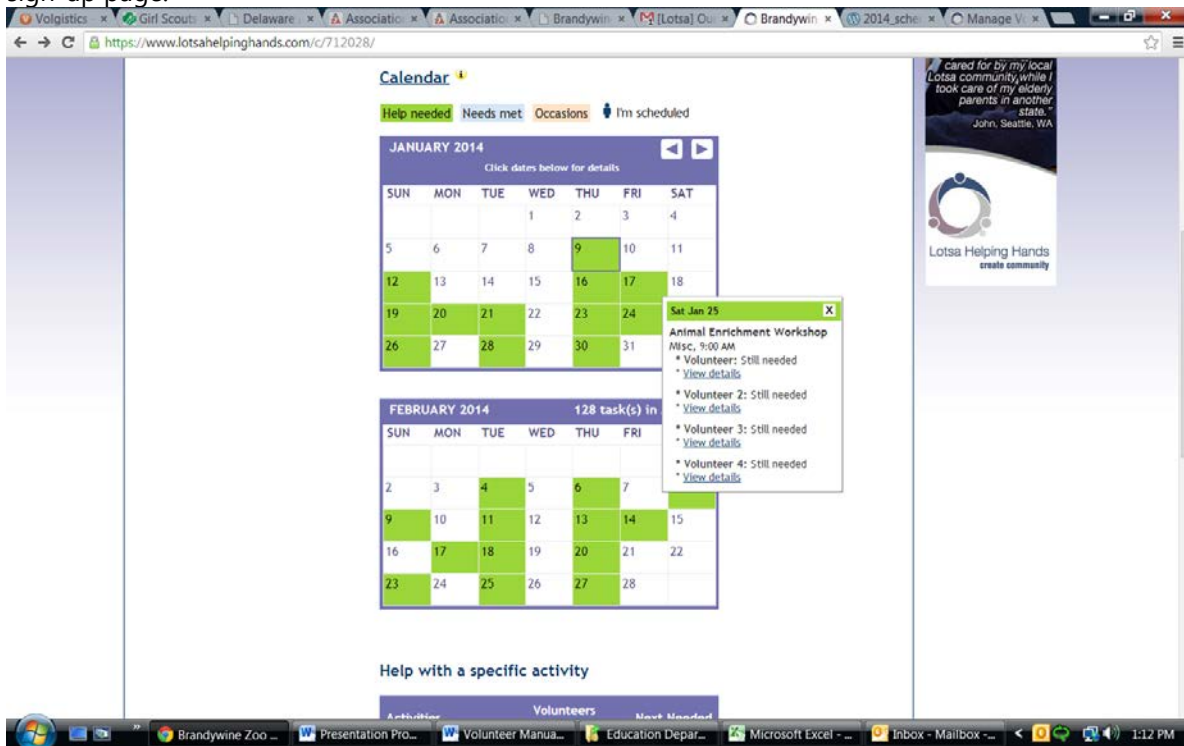 sign-up page.
Volgistics
Girl Scouts
Delaware
Associatio
Associatio
Brandywin
[Lotsa] Ou
Brandywin
2014_sche
Manage Vo
https://www.lotsahelpinghands.com/c/712028/
cared for by my local
Lotsa community, while I
took care of my elderly
parents in another
state."
John, Seattle, WA
Lotsa Helping Hands
create community
Calendar
Help needed Needs met Occasions I'm scheduled
JANUARY 2014
Click dates below for details
SUN MON TUE WED THU FRI SAT
1 2 3 4
5 6 7 8 9 10 11
12 13 14 15 16 17 18
19 20 21 22 23 24
26 27 28 29 30 31
Sat Jan 25 X
Animal Enrichment Workshop
Misc, 9:00 AM
* Volunteer: Still needed
* View details
* Volunteer 2: Still needed
* View details
* Volunteer 3: Still needed
* View details
* Volunteer 4: Still needed
* View details
FEBRUARY 2014 128 task(s) in
SUN MON TUE WED THU FRI
2 3 4 5 6 7
9 10 11 12 13 14 15
16 17 18 19 20 21 22
23 24 25 26 27 28
Help with a specific activity
Activities Volunteers Next Needed
Brandywine Zoo ...
Presentation Pro...
Volunteer Manua...
Education Depar...
Microsoft Excel - ...
Inbox - Mailbox -...
1:12 PM